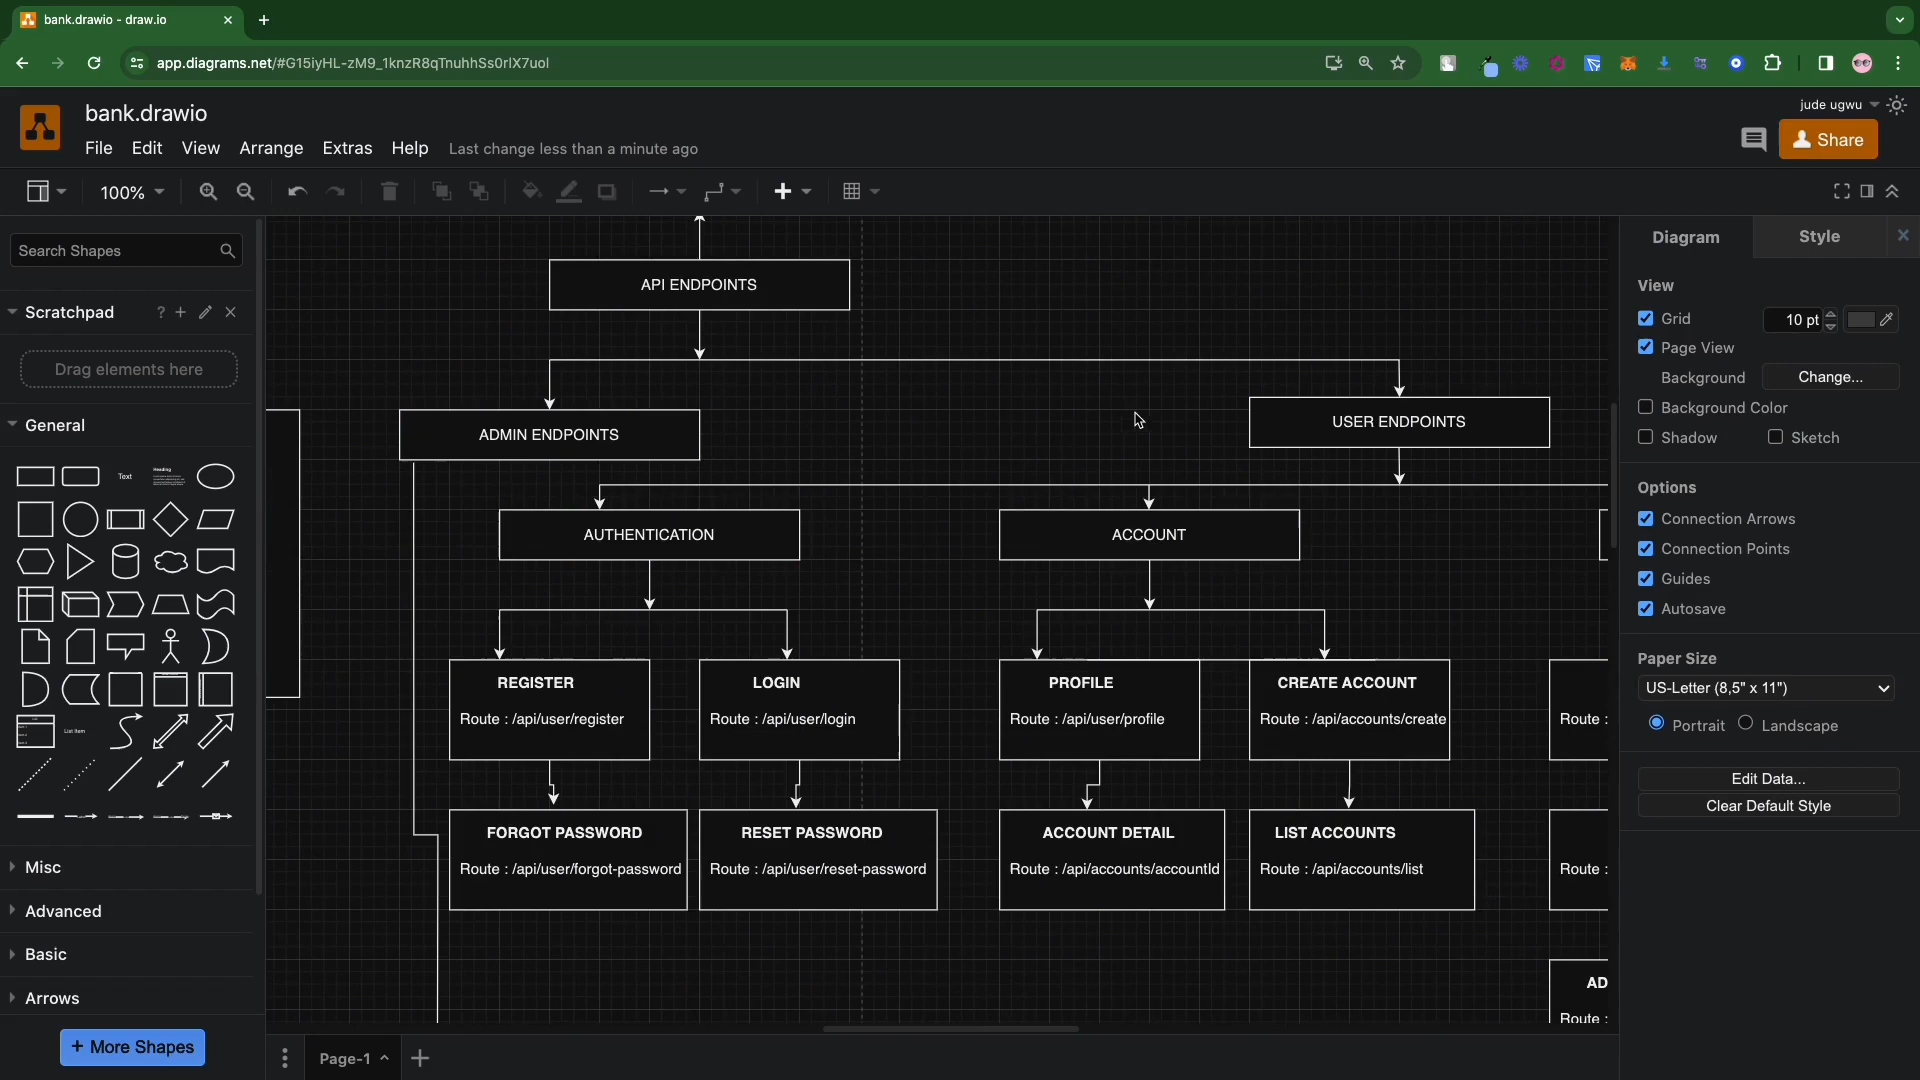 bank.drawio - draw.io
app.diagrams.net/#G15iyHL-zM9_1knzR8qTnuhhSs0rIX7uol
bank.drawio
jude ugwu
File Edit View Arrange Extras Help Last change less than a minute ago
Share
100%
Search Shapes
Scratchpad
?
Drag elements here
General
Text
Heading
List Item
Misc
Advanced
Basic
Arrows
+ More Shapes
API ENDPOINTS
ADMIN ENDPOINTS
USER ENDPOINTS
AUTHENTICATION
ACCOUNT
REGISTER
Route : /api/user/register
LOGIN
Route : /api/user/login
PROFILE
Route : /api/user/profile
CREATE ACCOUNT
Route : /api/accounts/create
Route :
FORGOT PASSWORD
Route : /api/user/forgot-password
RESET PASSWORD
Route : /api/user/reset-password
ACCOUNT DETAIL
Route : /api/accounts/accountId
LIST ACCOUNTS
Route : /api/accounts/list
Route :
AD
Route :
Page-1
Diagram
Style
View
Grid
10 pt
Page View
Background
Change...
Background Color
Shadow
Sketch
Options
Connection Arrows
Connection Points
Guides
Autosave
Paper Size
US-Letter (8,5" x 11")
Portrait
Landscape
Edit Data...
Clear Default Style